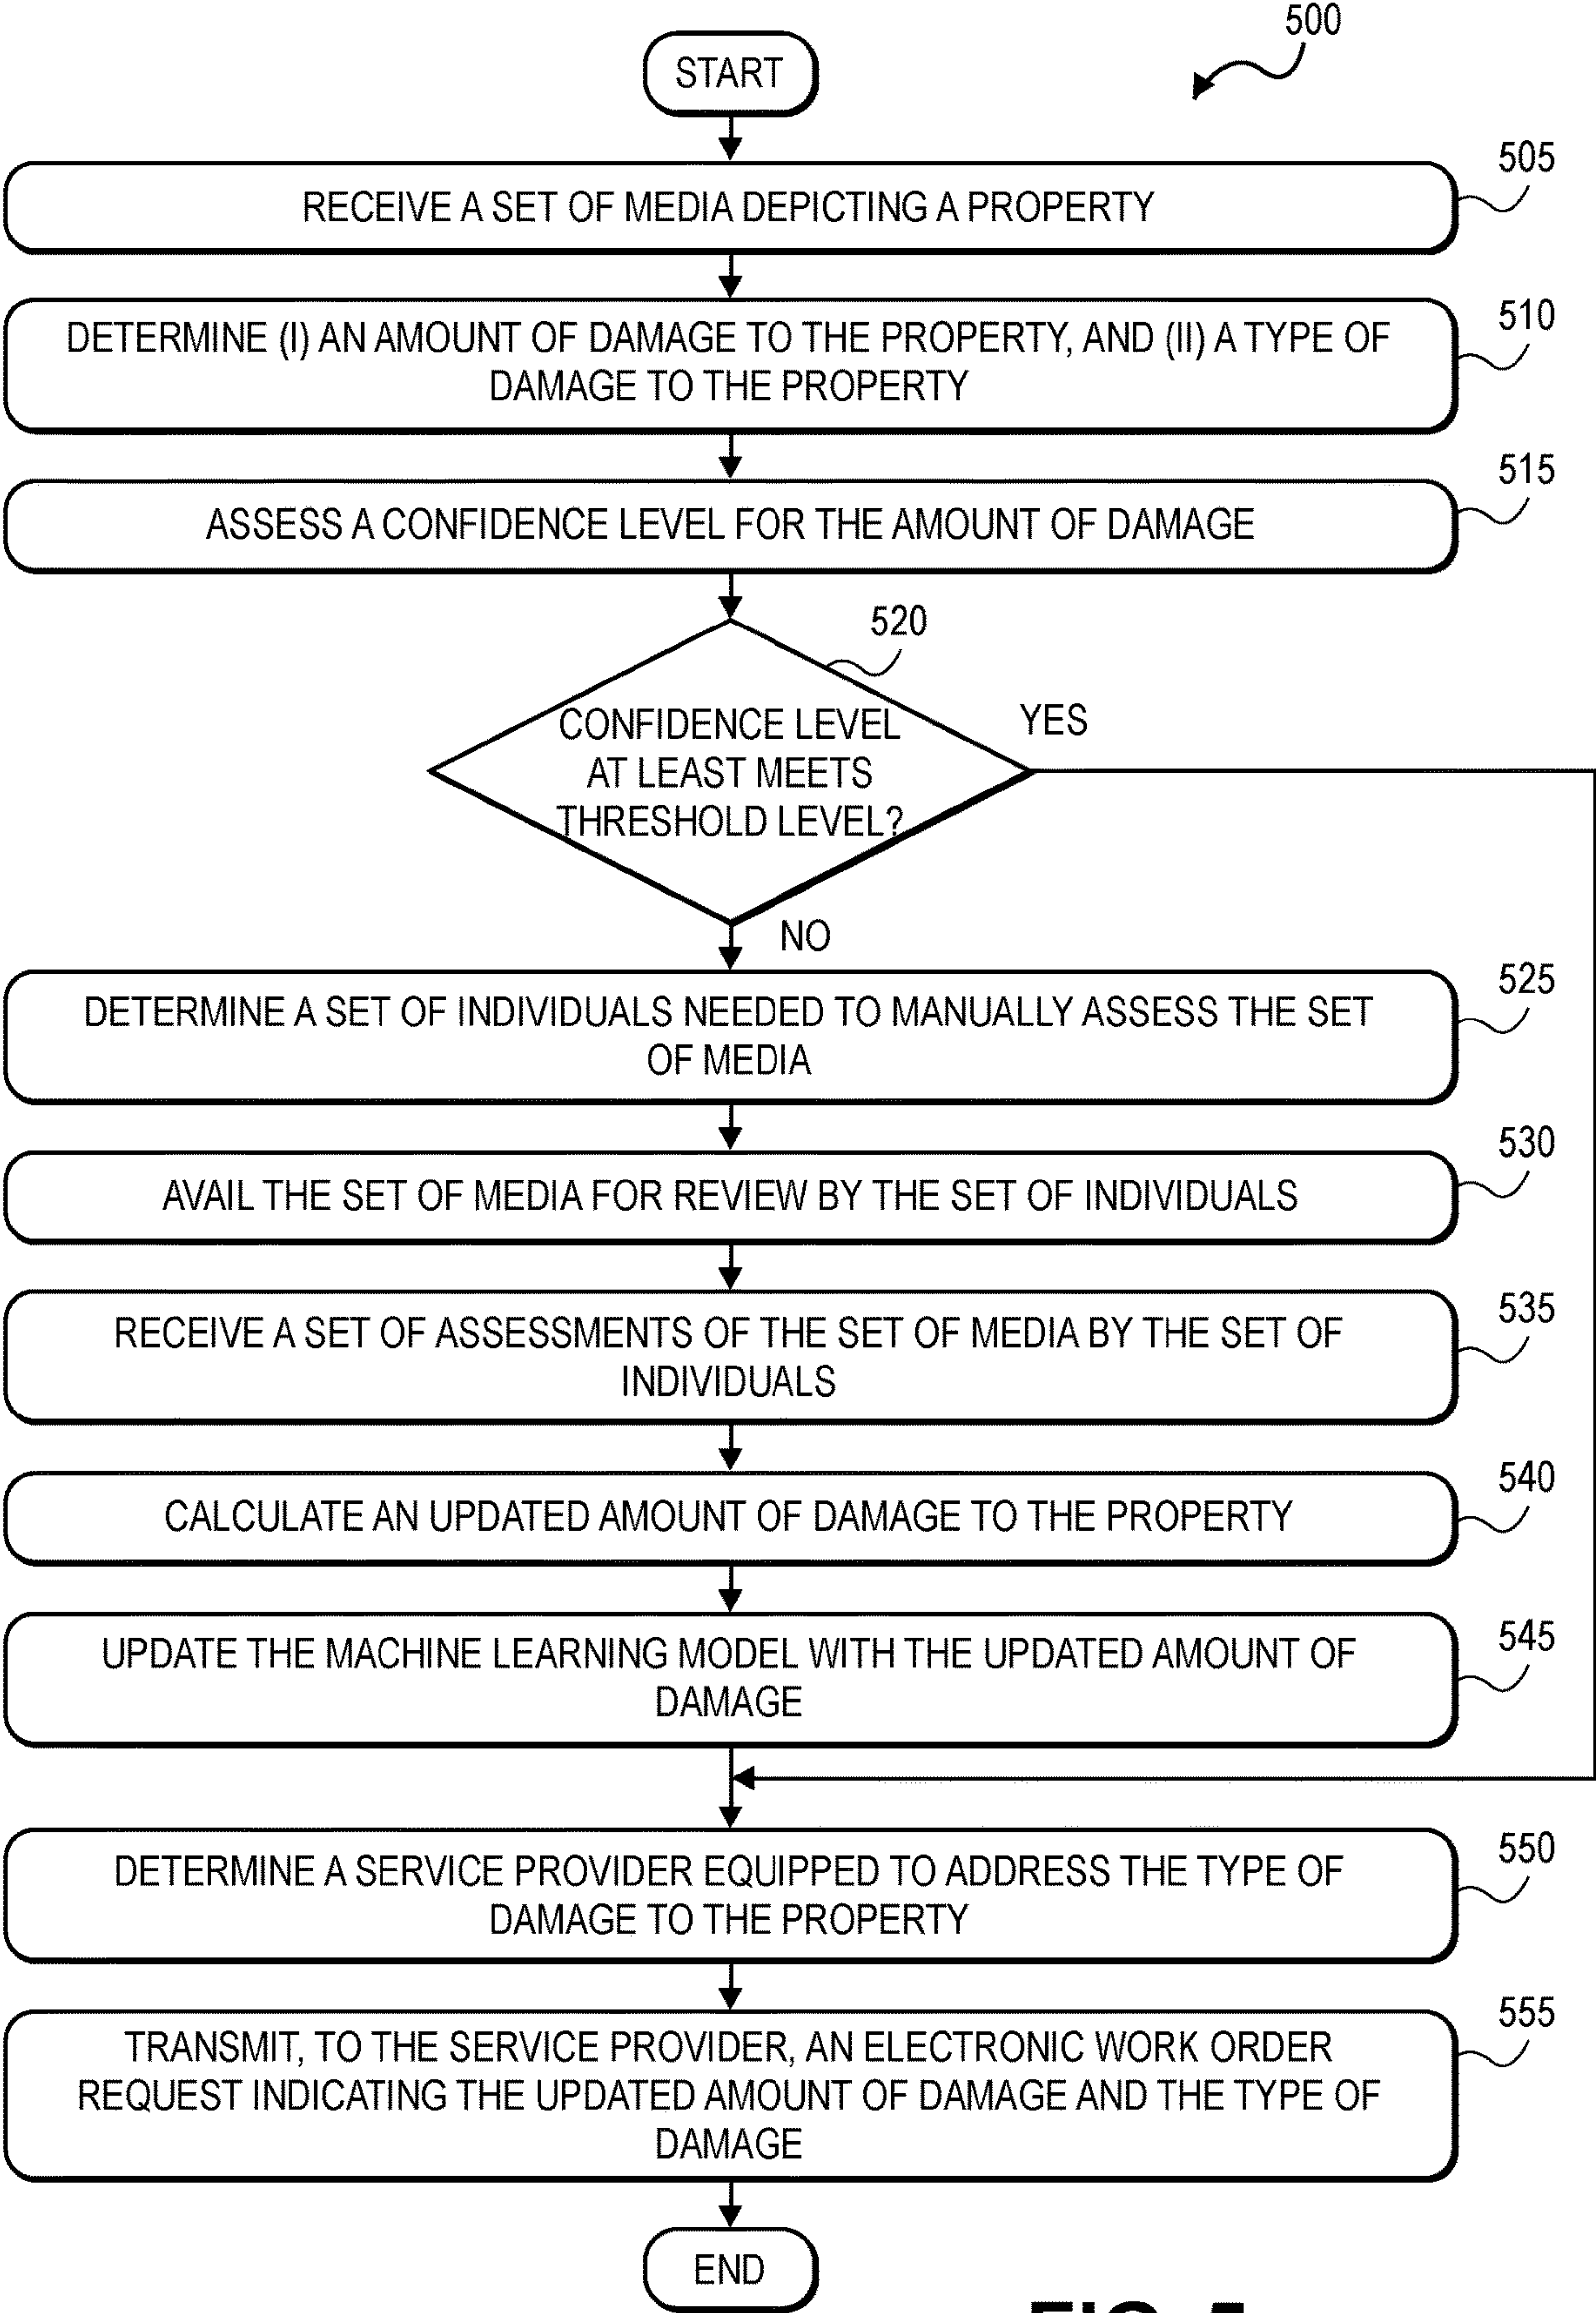 500
START
505
RECEIVE A SET OF MEDIA DEPICTING A PROPERTY
510
DETERMINE (I) AN AMOUNT OF DAMAGE TO THE PROPERTY, AND (II) A TYPE OF
DAMAGE TO THE PROPERTY
515
ASSESS A CONFIDENCE LEVEL FOR THE AMOUNT OF DAMAGE
520
CONFIDENCE LEVEL
AT LEAST MEETS
THRESHOLD LEVEL?
YES
NO
525
DETERMINE A SET OF INDIVIDUALS NEEDED TO MANUALLY ASSESS THE SET
OF MEDIA
530
AVAIL THE SET OF MEDIA FOR REVIEW BY THE SET OF INDIVIDUALS
535
RECEIVE A SET OF ASSESSMENTS OF THE SET OF MEDIA BY THE SET OF
INDIVIDUALS
540
CALCULATE AN UPDATED AMOUNT OF DAMAGE TO THE PROPERTY
545
UPDATE THE MACHINE LEARNING MODEL WITH THE UPDATED AMOUNT OF
DAMAGE
550
DETERMINE A SERVICE PROVIDER EQUIPPED TO ADDRESS THE TYPE OF
DAMAGE TO THE PROPERTY
555
TRANSMIT, TO THE SERVICE PROVIDER, AN ELECTRONIC WORK ORDER
REQUEST INDICATING THE UPDATED AMOUNT OF DAMAGE AND THE TYPE OF
DAMAGE
END